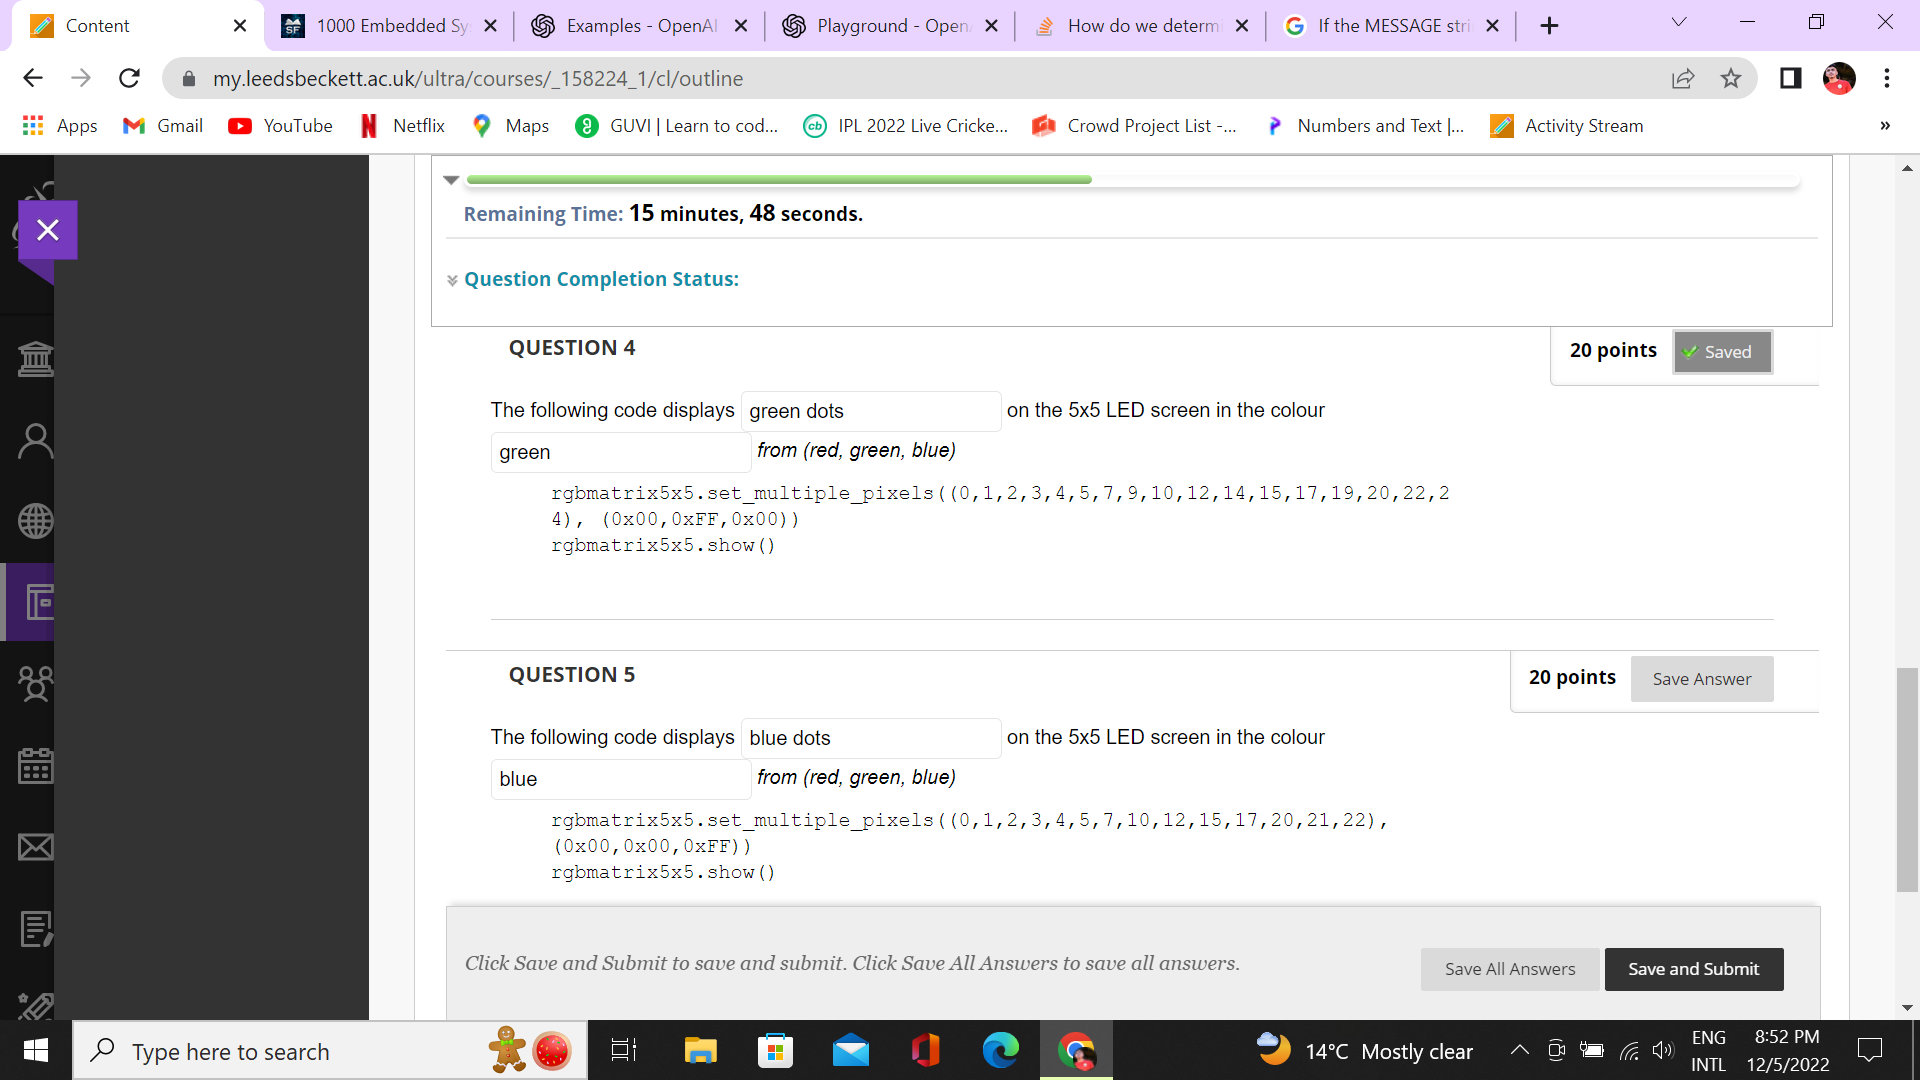 Content
1000 Embedded Sy
Examples - OpenAI
Playground - Open
How do we determi
If the MESSAGE stri
my.leedsbeckett.ac.uk/ultra/courses/_158224_1/cl/outline
Apps
Gmail
YouTube
Netflix
Maps
GUVI | Learn to cod...
IPL 2022 Live Cricke...
Crowd Project List -...
Numbers and Text |...
Activity Stream
»
Remaining Time: 15 minutes, 48 seconds.
Question Completion Status:
QUESTION 4
20 points
Saved
The following code displays green dots on the 5x5 LED screen in the colour
green from (red, green, blue)
rgbmatrix5x5.set_multiple_pixels((0,1,2,3,4,5,7,9,10,12,14,15,17,19,20,22,2
4), (0x00,0xFF,0x00))
rgbmatrix5x5.show()
QUESTION 5
20 points
Save Answer
The following code displays blue dots on the 5x5 LED screen in the colour
blue from (red, green, blue)
rgbmatrix5x5.set_multiple_pixels((0,1,2,3,4,5,7,10,12,15,17,20,21,22),
(0x00,0x00,0xFF))
rgbmatrix5x5.show()
Click Save and Submit to save and submit. Click Save All Answers to save all answers.
Save All Answers
Save and Submit
Type here to search
14°C Mostly clear
ENG
INTL
8:52 PM
12/5/2022